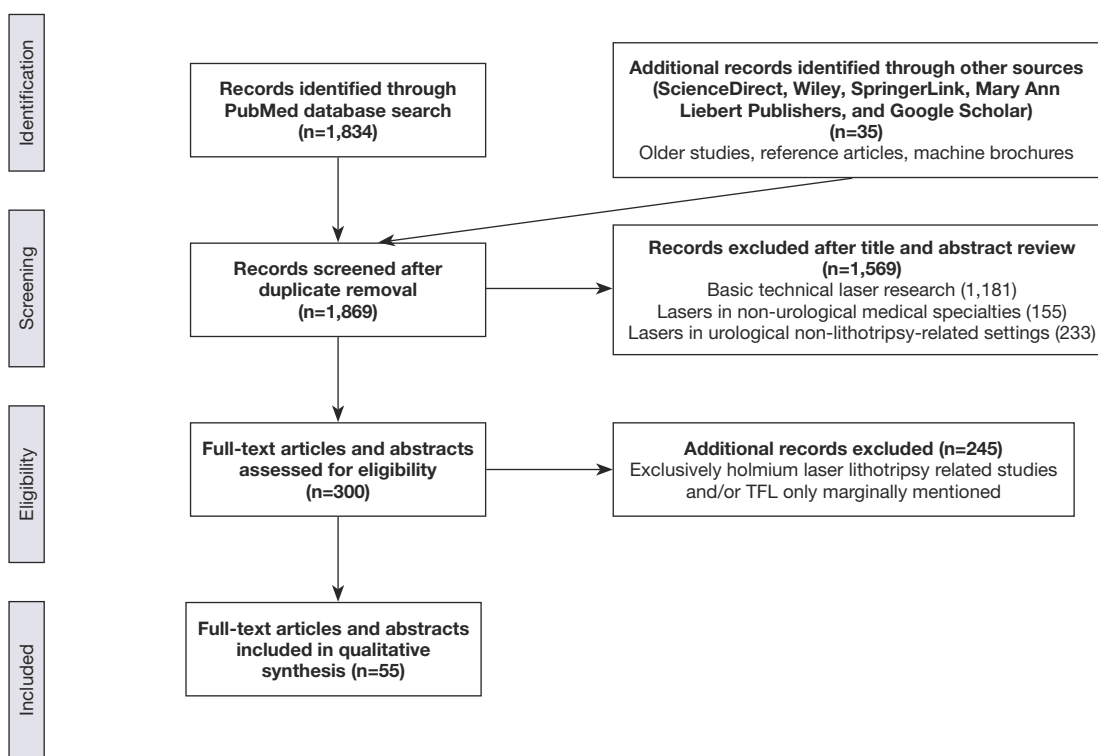 Identification
Records identified through
PubMed database search
(n=1,834)
Additional records identified through other sources
(ScienceDirect, Wiley, SpringerLink, Mary Ann
Liebert Publishers, and Google Scholar)
(n=35)
Older studies, reference articles, machine brochures
Screening
Records screened after
duplicate removal
(n=1,869)
Records excluded after title and abstract review
(n=1,569)
Basic technical laser research (1,181)
Lasers in non-urological medical specialties (155)
Lasers in urological non-lithotripsy-related settings (233)
Eligibility
Full-text articles and abstracts
assessed for eligibility
(n=300)
Additional records excluded (n=245)
Exclusively holmium laser lithotripsy related studies
and/or TFL only marginally mentioned
Included
Full-text articles and abstracts
included in qualitative
synthesis (n=55)